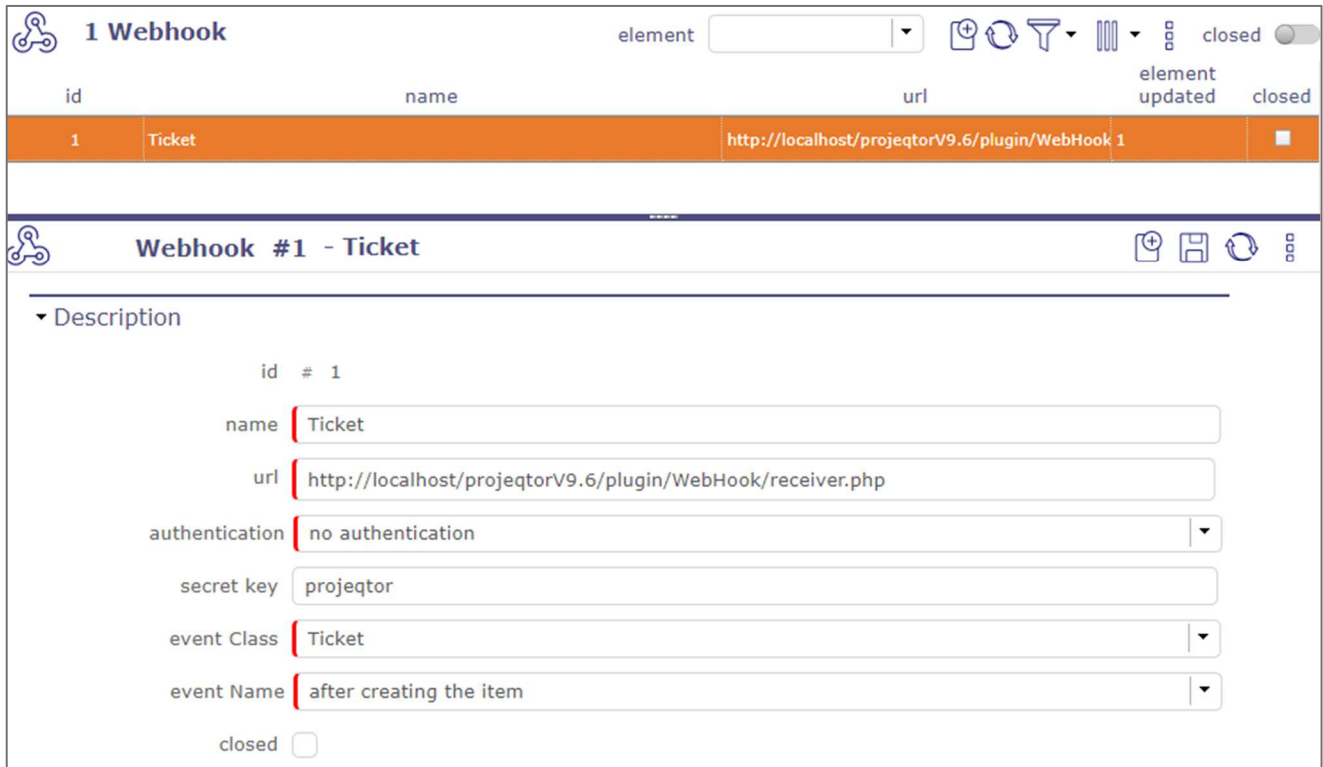 1 Webhook element closed
id name url element updated closed
1 Ticket http://localhost/projeqtorV9.6/plugin/WebHook 1
Webhook #1 - Ticket
Description
id # 1
name Ticket
url http://localhost/projeqtorV9.6/plugin/WebHook/receiver.php
authentication no authentication
secret key projeqtor
event Class Ticket
event Name after creating the item
closed